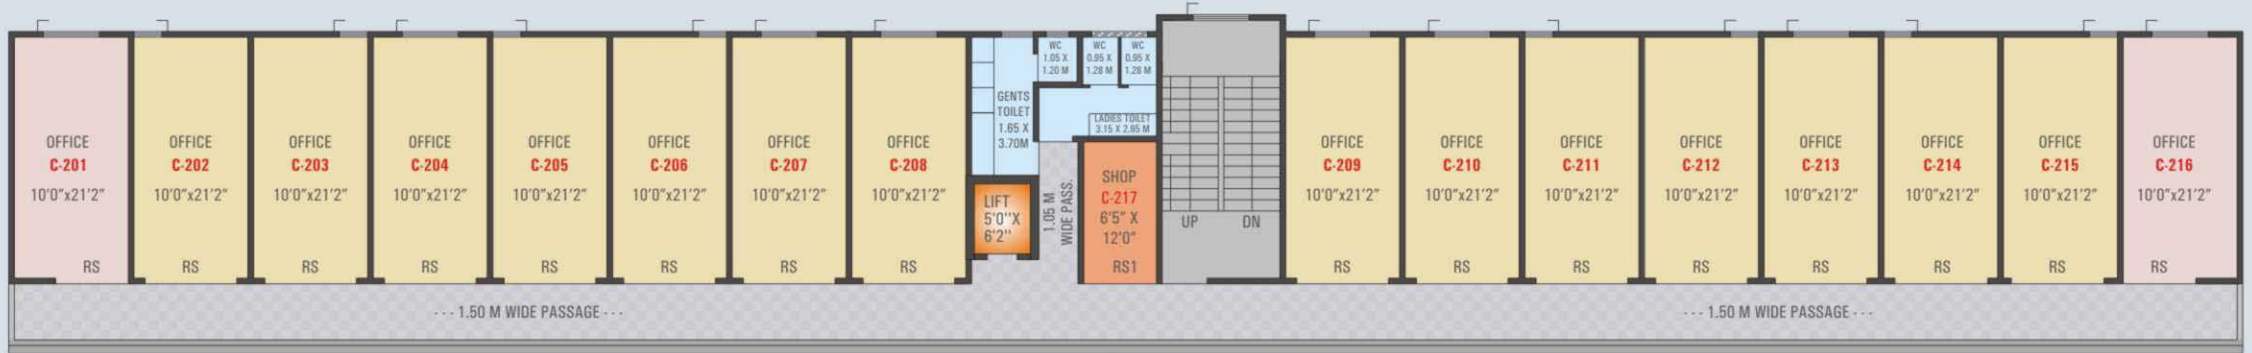 OFFICE
C-201
10'0"x21'2"
RS
OFFICE
C-202
10'0"x21'2"
RS
OFFICE
C-203
10'0"x21'2"
RS
OFFICE
C-204
10'0"x21'2"
RS
OFFICE
C-205
10'0"x21'2"
RS
OFFICE
C-206
10'0"x21'2"
RS
OFFICE
C-207
10'0"x21'2"
RS
OFFICE
C-208
10'0"x21'2"
RS
GENTS
TOILET
1.65 X
3.70M
WC
1.05 X
1.20 M
WC
0.95 X
1.28 M
WC
0.95 X
1.28 M
LADIES TOILET
3.15 X 2.65 M
LIFT
5'0''X
6'2''
1.05 M
WIDE PASS.
SHOP
C-217
6'5" X
12'0"
RS1
UP
DN
OFFICE
C-209
10'0"x21'2"
RS
OFFICE
C-210
10'0"x21'2"
RS
OFFICE
C-211
10'0"x21'2"
RS
OFFICE
C-212
10'0"x21'2"
RS
OFFICE
C-213
10'0"x21'2"
RS
OFFICE
C-214
10'0"x21'2"
RS
OFFICE
C-215
10'0"x21'2"
RS
OFFICE
C-216
10'0"x21'2"
RS
--- 1.50 M WIDE PASSAGE ---
--- 1.50 M WIDE PASSAGE ---